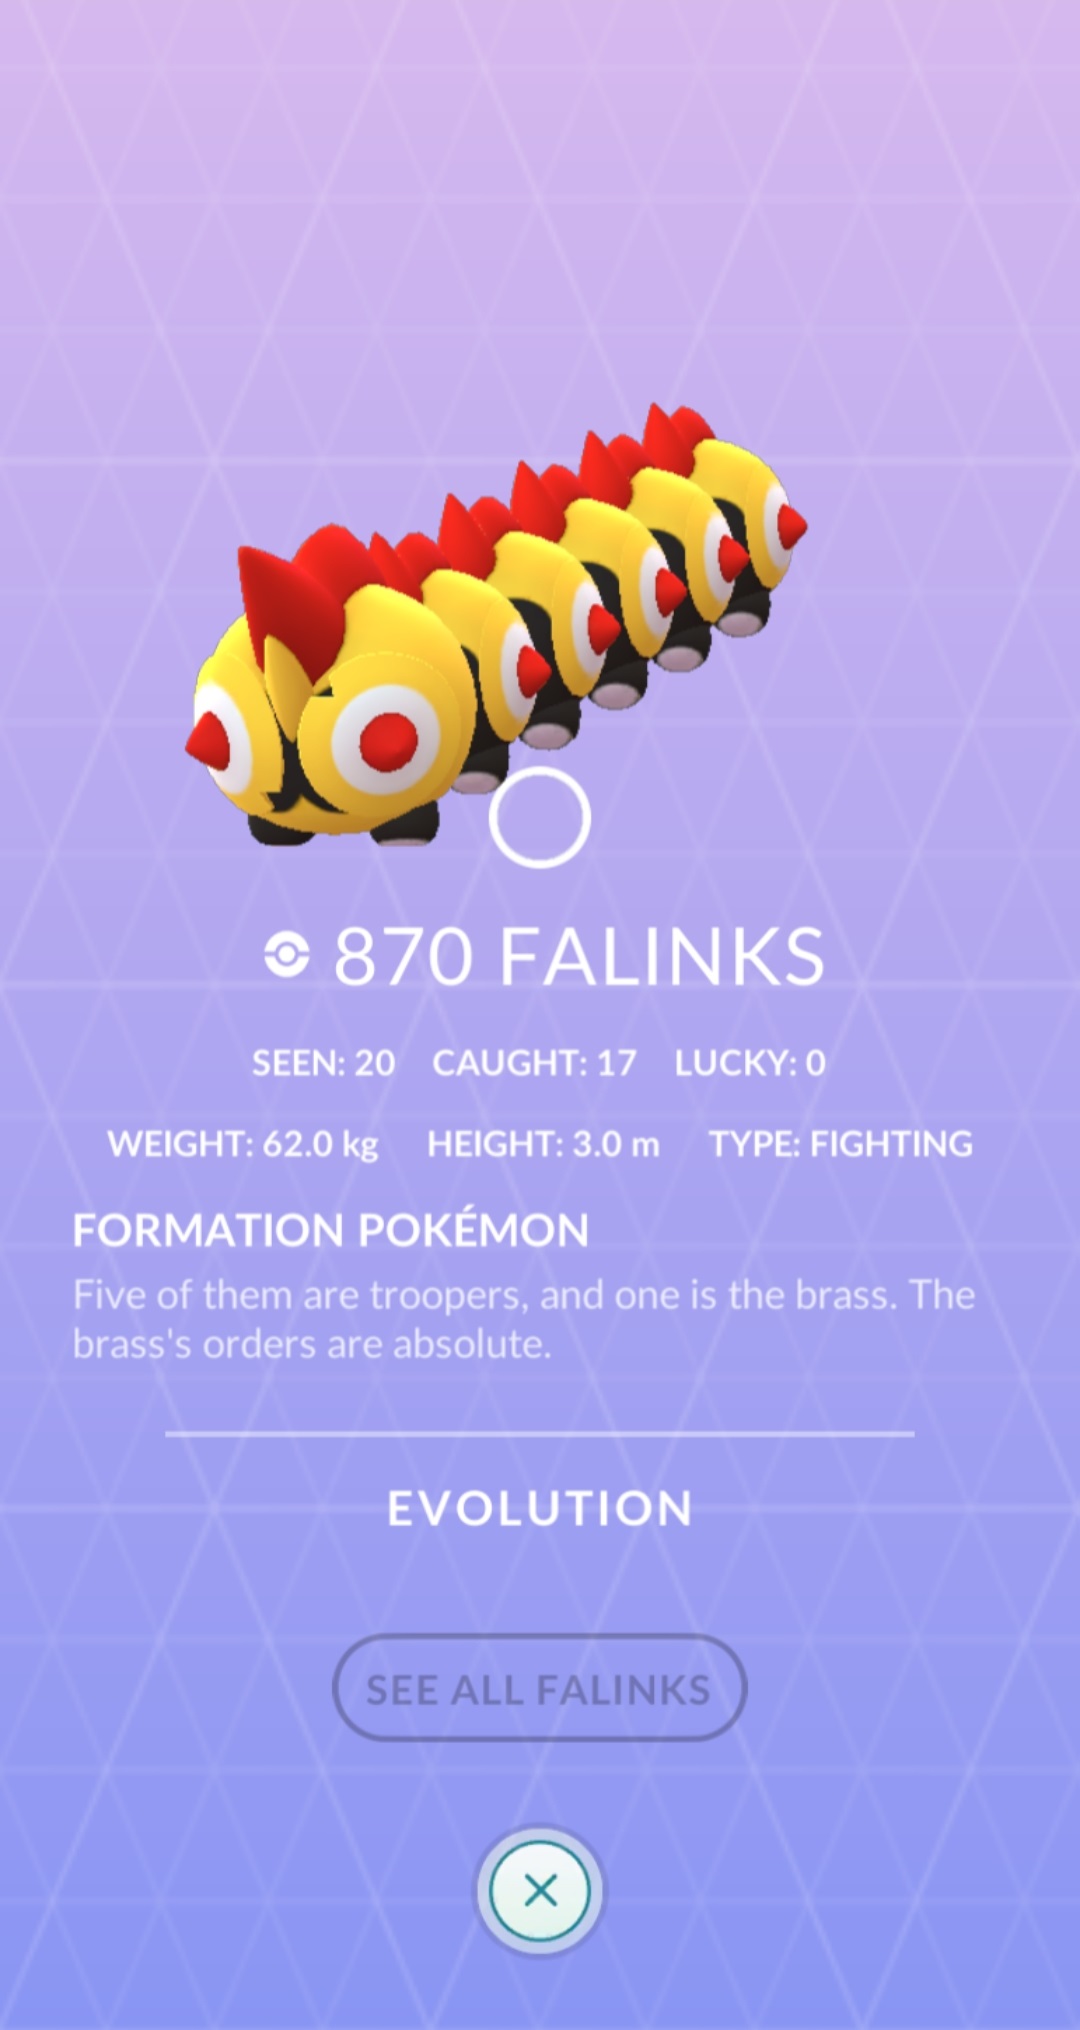 870 FALINKS
SEEN: 20 CAUGHT: 17 LUCKY: 0
WEIGHT: 62.0 kg HEIGHT: 3.0 m TYPE: FIGHTING
FORMATION POKÉMON
Five of them are troopers, and one is the brass. The
brass's orders are absolute.
EVOLUTION
SEE ALL FALINKS